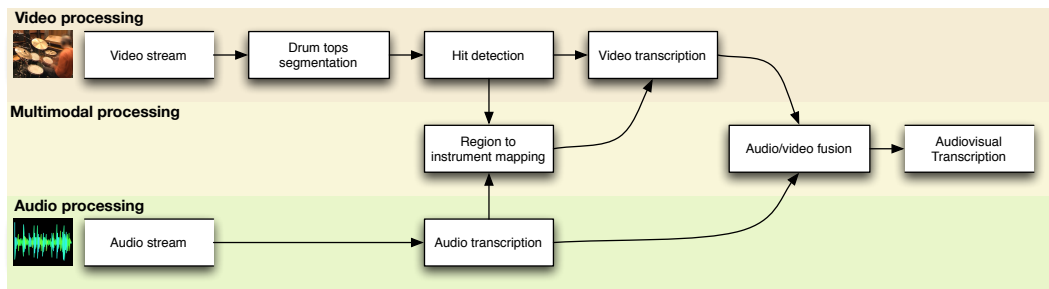 Video processing
Video stream
Drum tops
segmentation
Hit detection
Video transcription
Multimodal processing
Region to
instrument mapping
Audio/video fusion
Audiovisual
Transcription
Audio processing
Audio stream
Audio transcription